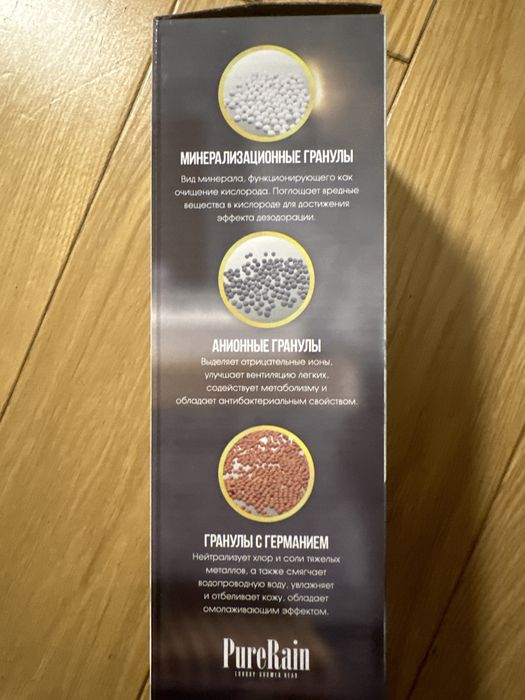 МИНЕРАЛИЗАЦИОННЫЕ ГРАНУЛЫ
Вид минерала, функционирующего как
очищение кислорода. Поглощает вредные
вещества в кислороде для достижения
эффекта дезодорации.
АНИОННЫЕ ГРАНУЛЫ
Выделяет отрицательные ионы,
улучшает вентиляцию легких,
содействует метаболизму и
обладает антибактериальным свойством.
ГРАНУЛЫ С ГЕРМАНИЕМ
Нейтрализует хлор и соли тяжелых
металлов, а также смягчает
водопроводную воду, увлажняет
и отбеливает кожу, обладает
омолаживающим эффектом.
PureRain
LUXURY SHOWER HEAD